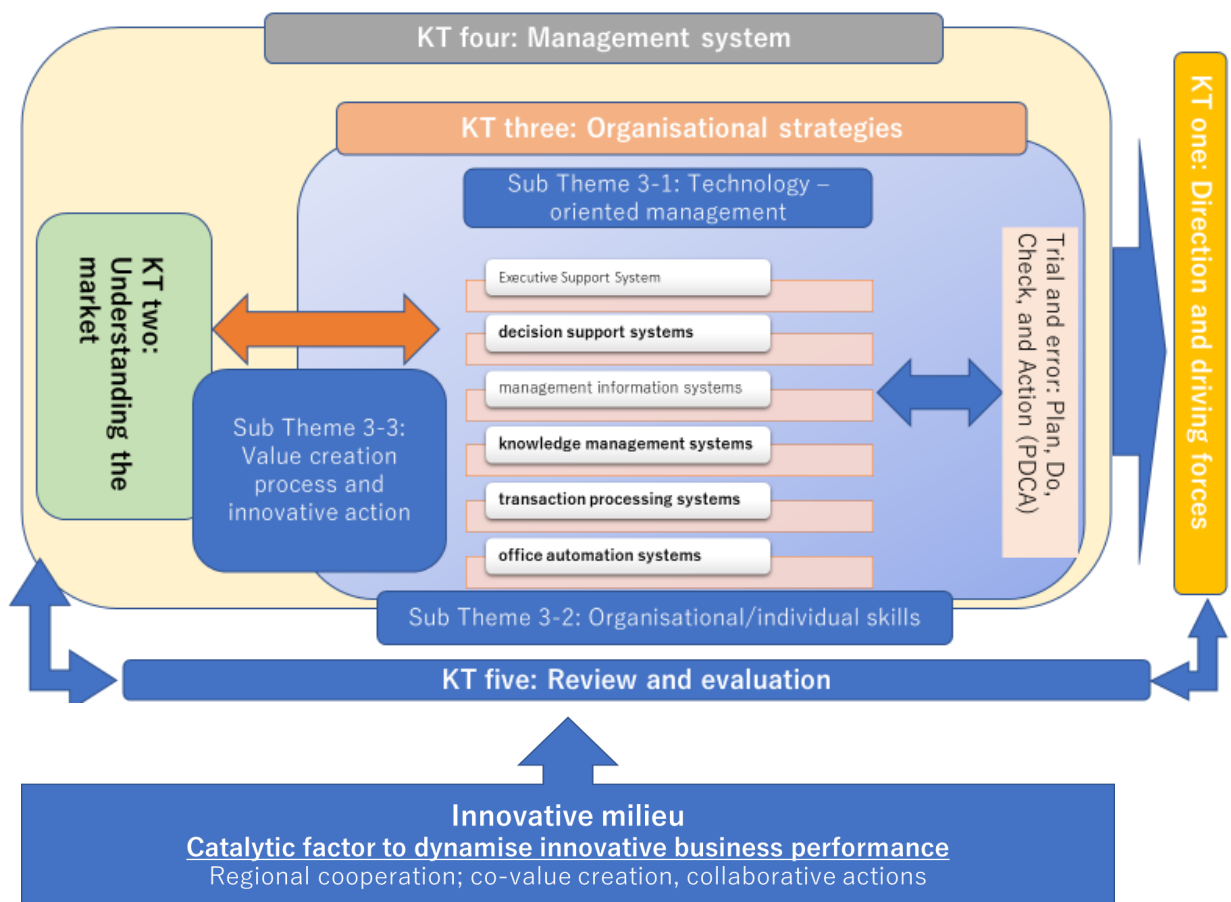 KT four: Management system
KT three: Organisational strategies
Sub Theme 3-1: Technology –
oriented management
KT two:
Understanding the
market
Sub Theme 3-3:
Value creation
process and
innovative action
Executive Support System
decision support systems
management information systems
knowledge management systems
transaction processing systems
office automation systems
Trial and error: Plan, Do,
Check, and Action (PDCA)
KT one: Direction and driving forces
Sub Theme 3-2: Organisational/individual skills
KT five: Review and evaluation
Innovative milieu
Catalytic factor to dynamise innovative business performance
Regional cooperation; co-value creation, collaborative actions